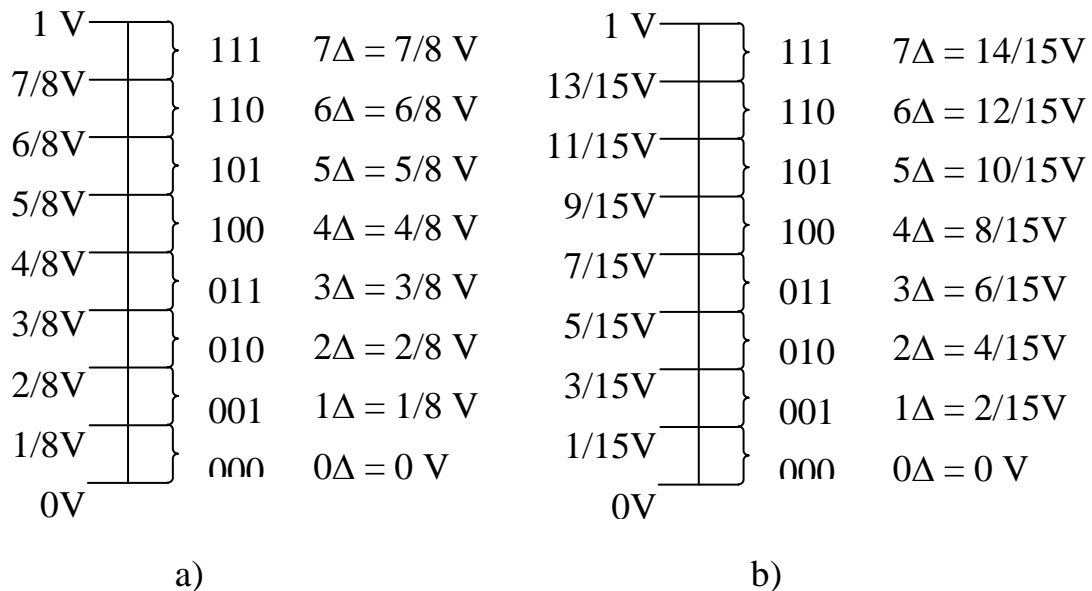 1 V
111 7Δ = 7/8 V
7/8V
110 6Δ = 6/8 V
6/8V
101 5Δ = 5/8 V
5/8V
100 4Δ = 4/8 V
4/8V
011 3Δ = 3/8 V
3/8V
010 2Δ = 2/8 V
2/8V
001 1Δ = 1/8 V
1/8V
000 0Δ = 0 V
0V
a)
1 V
111 7Δ = 14/15V
13/15V
110 6Δ = 12/15V
11/15V
101 5Δ = 10/15V
9/15V
100 4Δ = 8/15V
7/15V
011 3Δ = 6/15V
5/15V
010 2Δ = 4/15V
3/15V
001 1Δ = 2/15V
1/15V
000 0Δ = 0 V
0V
b)